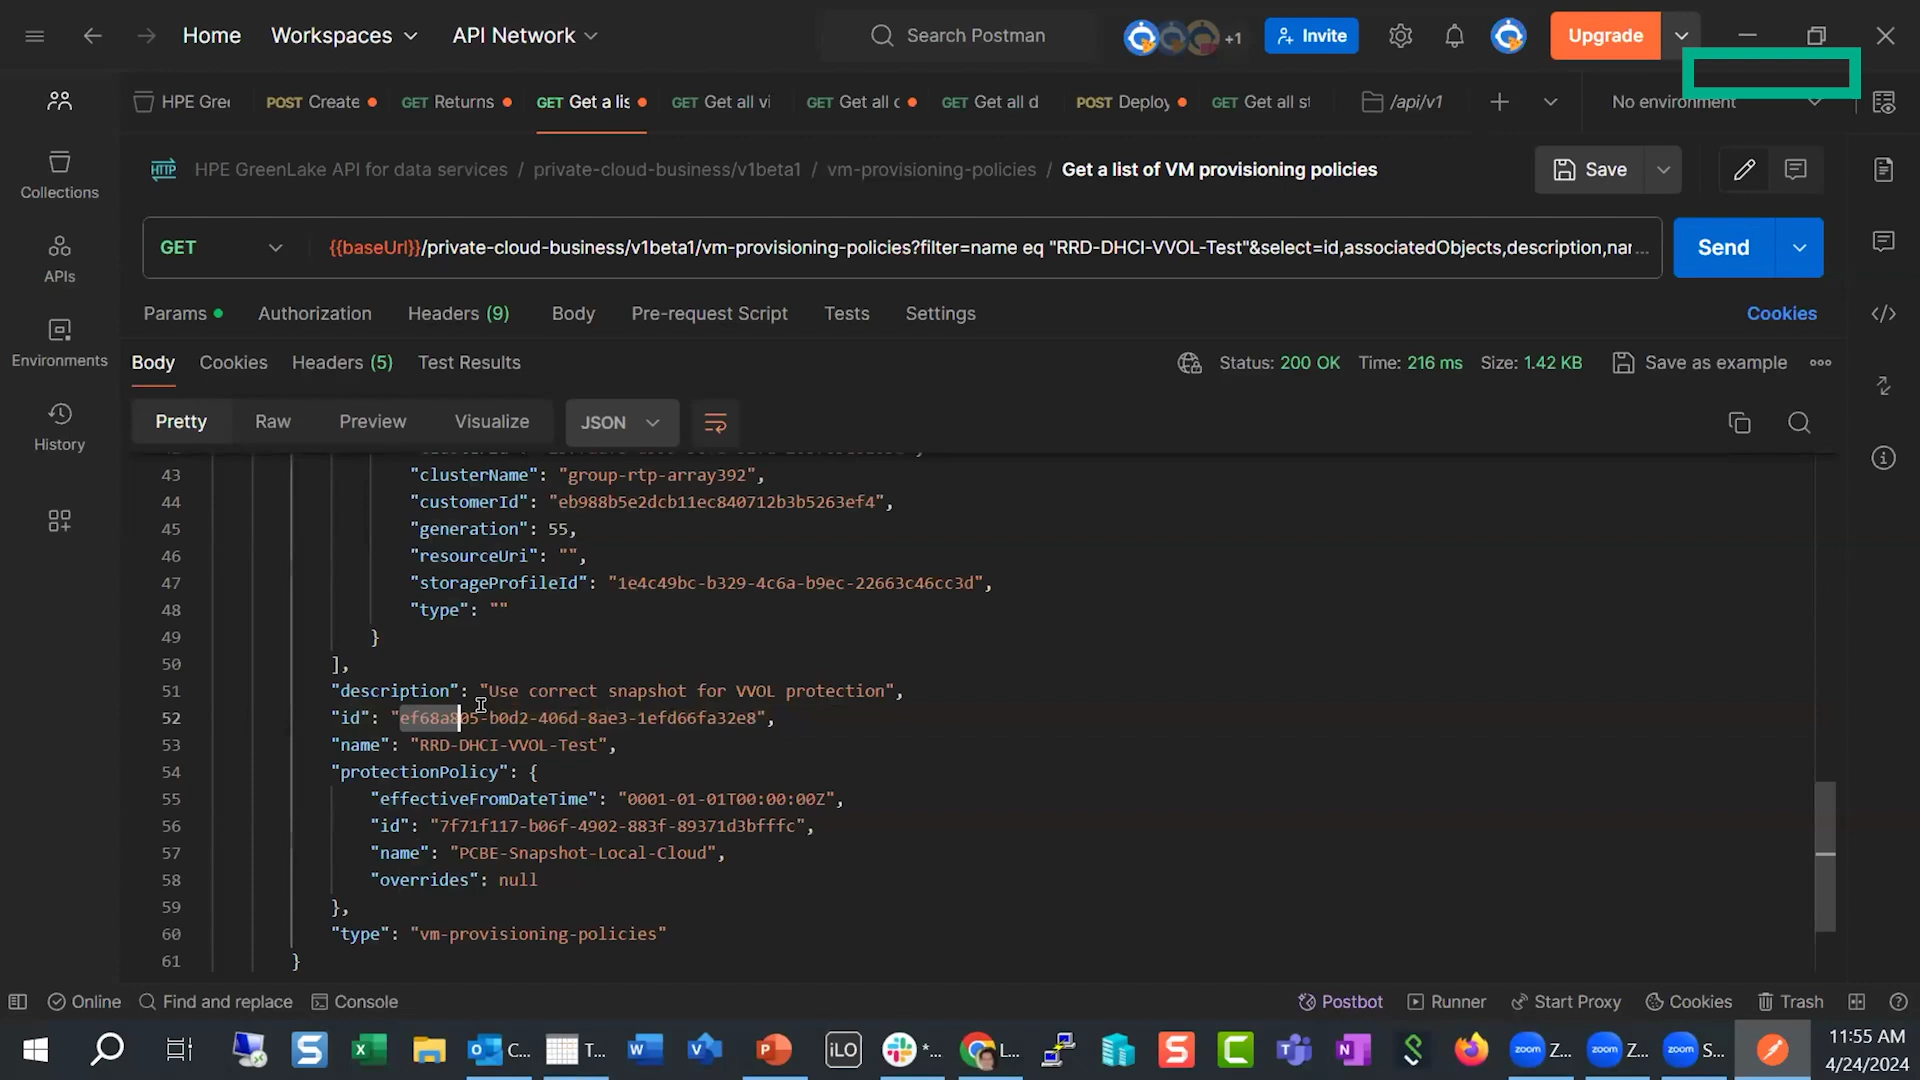 Home Workspaces API Network Search Postman +1 Invite Upgrade
HPE Gree POST Create GET Returns GET Get a lis GET Get all vi GET Get all c GET Get all d POST Deploy GET Get all st /api/v1 No environment
HTTP HPE GreenLake API for data services / private-cloud-business/v1beta1 / vm-provisioning-policies / Get a list of VM provisioning policies Save
GET {{baseUrl}}/private-cloud-business/v1beta1/vm-provisioning-policies?filter=name eq "RRD-DHCI-VVOL-Test"&select=id,associatedObjects,description,nar... Send
Params Authorization Headers (9) Body Pre-request Script Tests Settings Cookies
Body Cookies Headers (5) Test Results Status: 200 OK Time: 216 ms Size: 1.42 KB Save as example
Pretty Raw Preview Visualize JSON
Collections
APIs
Environments
History
43 "clusterName": "group-rtp-array392",
44 "customerId": "eb988b5e2dcb11ec840712b3b5263ef4",
45 "generation": 55,
46 "resourceUri": "",
47 "storageProfileId": "1e4c49bc-b329-4c6a-b9ec-22663c46cc3d",
48 "type": ""
49 }
50 ],
51 "description": "Use correct snapshot for VVOL protection",
52 "id": "ef68a805-b0d2-406d-8ae3-1efd66fa32e8",
53 "name": "RRD-DHCI-VVOL-Test",
54 "protectionPolicy": {
55 "effectiveFromDateTime": "0001-01-01T00:00:00Z",
56 "id": "7f71f117-b06f-4902-883f-89371d3bfffc",
57 "name": "PCBE-Snapshot-Local-Cloud",
58 "overrides": null
59 },
60 "type": "vm-provisioning-policies"
61 }
Online Find and replace Console Postbot Runner Start Proxy Cookies Trash
C... T... iLO *... L... zoom Z... zoom Z... zoom S... 11:55 AM
4/24/2024